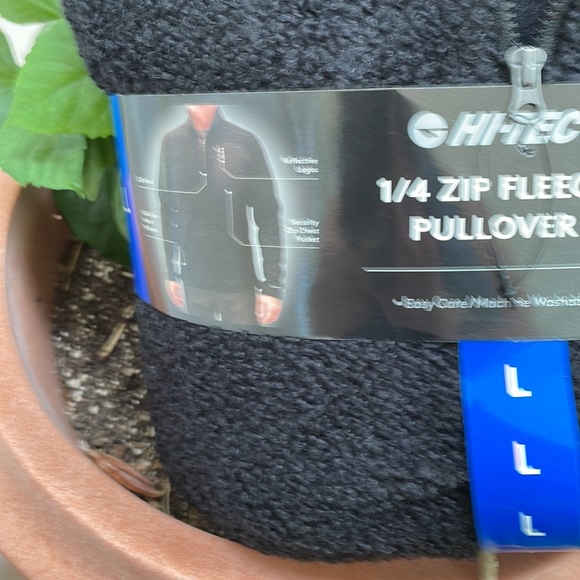 HI-TEC
1/4 ZIP FLEEC
PULLOVER
Easy Care/Machine Washab
Reflective
Logos
Security
Zip Chest
Pocket
L
L
L